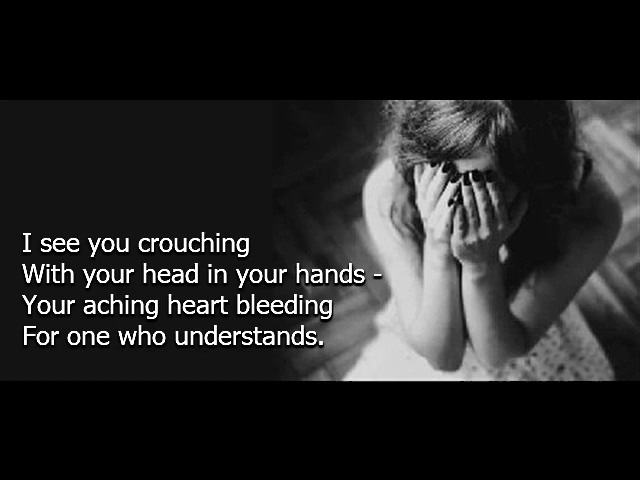 I see you crouching
With your head in your hands -
Your aching heart bleeding
For one who understands.